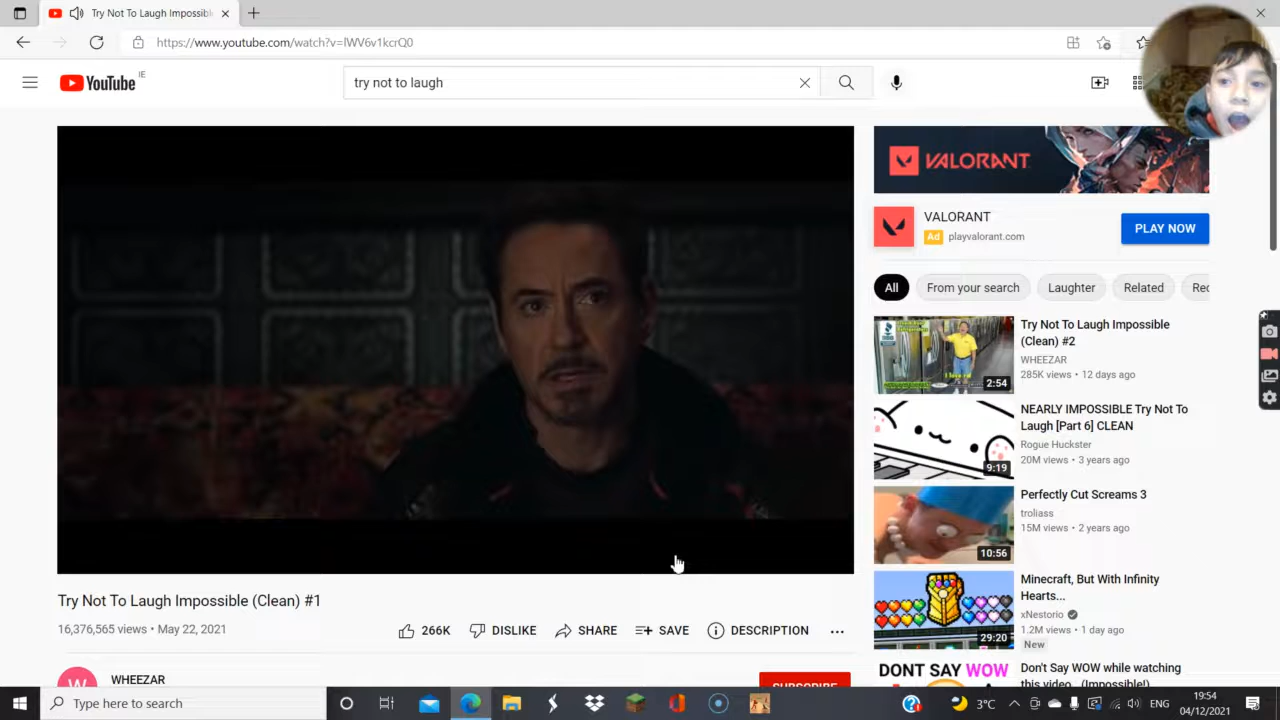 Try Not To Laugh Impossible
https://www.youtube.com/watch?v=lWV6v1kcrQ0
YouTube IE
try not to laugh
VALORANT
VALORANT
Ad playvalorant.com
PLAY NOW
All From your search Laughter Related Rec
Try Not To Laugh Impossible
(Clean) #2
WHEEZAR
285K views • 12 days ago
2:54
NEARLY IMPOSSIBLE Try Not To
Laugh [Part 6] CLEAN
Rogue Huckster
20M views • 3 years ago
9:19
Perfectly Cut Screams 3
troliass
15M views • 2 years ago
10:56
Minecraft, But With Infinity
Hearts...
xNestorio
1.2M views • 1 day ago
New
29:20
DONT SAY WOW
Don't Say WOW while watching
this video... (Impossible!)
Try Not To Laugh Impossible (Clean) #1
16,376,565 views • May 22, 2021
266K DISLIKE SHARE SAVE DESCRIPTION
W
WHEEZAR
SUBSCRIBE
Type here to search
3°C
ENG
19:54
04/12/2021